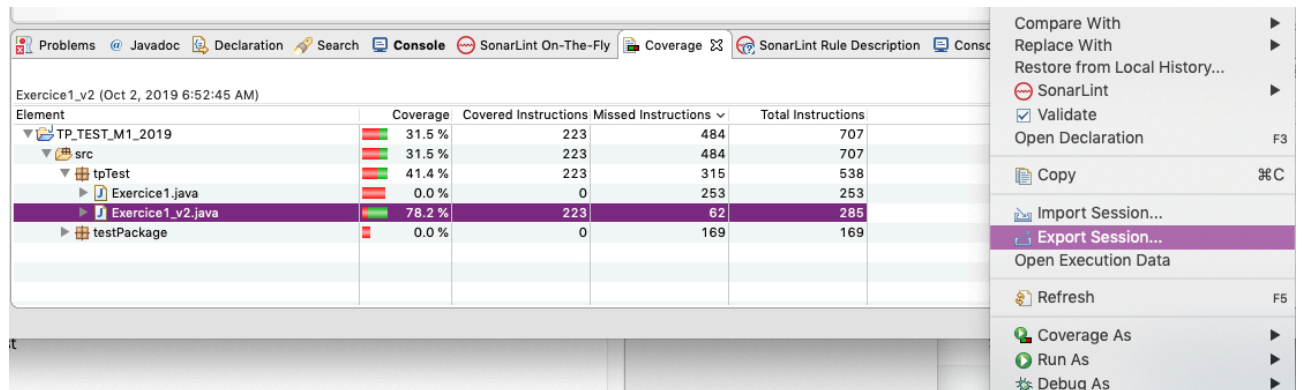 Problems @ Javadoc Declaration Search Console SonarLint On-The-Fly Coverage SonarLint Rule Description Consc
Exercice1_v2 (Oct 2, 2019 6:52:45 AM)
Element Coverage Covered Instructions Missed Instructions Total Instructions
TP_TEST_M1_2019 31.5 % 223 484 707
src 31.5 % 223 484 707
tpTest 41.4 % 223 315 538
Exercice1.java 0.0 % 0 253 253
Exercice1_v2.java 78.2 % 223 62 285
testPackage 0.0 % 0 169 169
Compare With
Replace With
Restore from Local History...
SonarLint
Validate
Open Declaration F3
Copy ⌘C
Import Session...
Export Session...
Open Execution Data
Refresh F5
Coverage As
Run As
Debug As